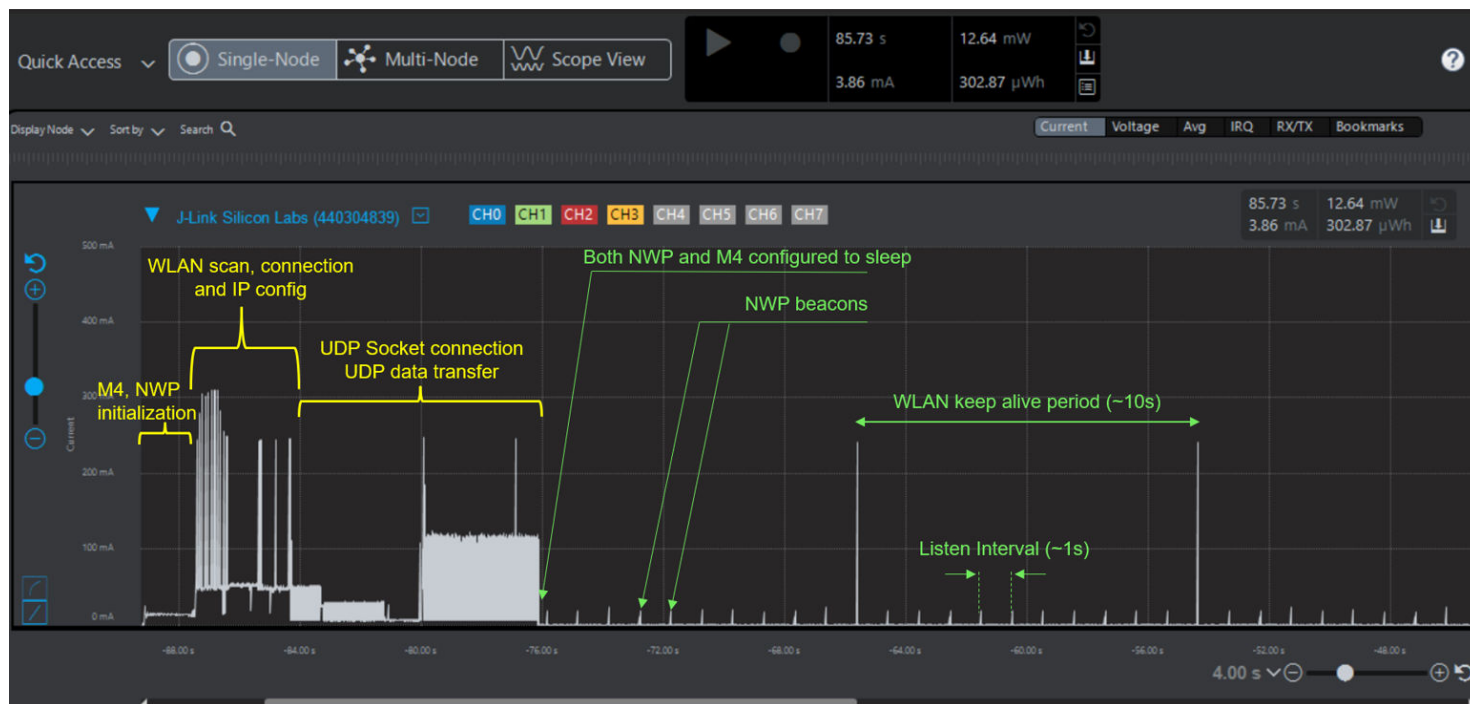 Quick Access
Single-Node
Multi-Node
Scope View
85.73 s
12.64 mW
3.86 mA
302.87 µWh
?
Display Node
Sort by
Search
Current
Voltage
Avg
IRQ
RX/TX
Bookmarks
J-Link Silicon Labs (440304839)
CH0
CH1
CH2
CH3
CH4
CH5
CH6
CH7
85.73 s
12.64 mW
3.86 mA
302.87 µWh
500 mA
400 mA
300 mA
200 mA
100 mA
0 mA
Current
WLAN scan, connection
and IP config
Both NWP and M4 configured to sleep
NWP beacons
UDP Socket connection
UDP data transfer
M4, NWP
initialization
WLAN keep alive period (~10s)
Listen Interval (~1s)
-88.00 s
-84.00 s
-80.00 s
-76.00 s
-72.00 s
-68.00 s
-64.00 s
-60.00 s
-56.00 s
-52.00 s
-48.00 s
4.00 s